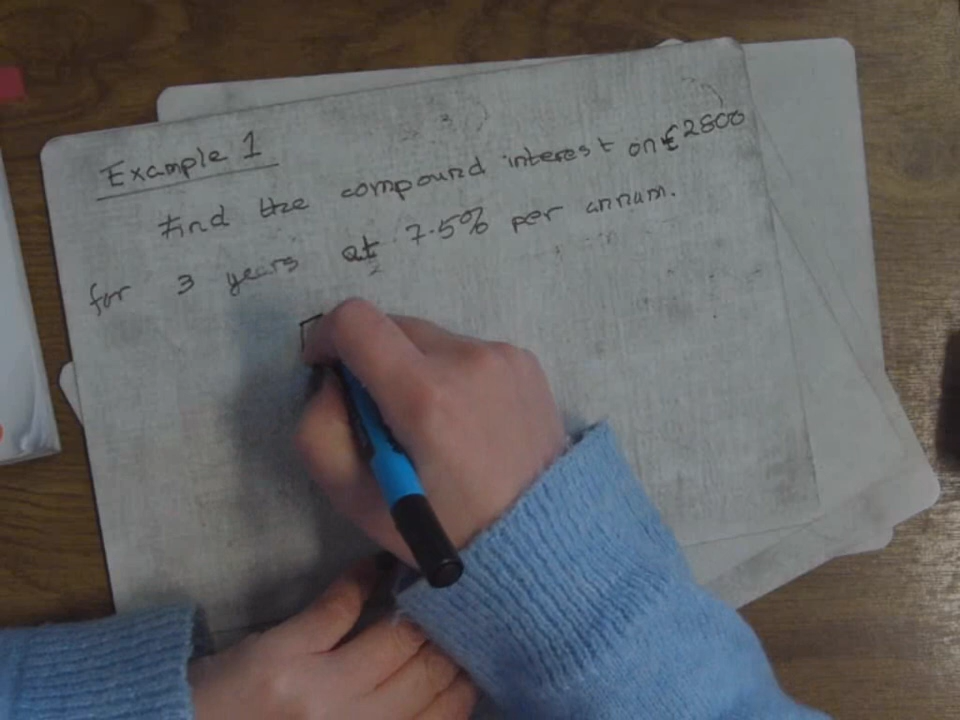 Example 1
Find the compound interest on €2800
for 3 years at 7.5% per annum.